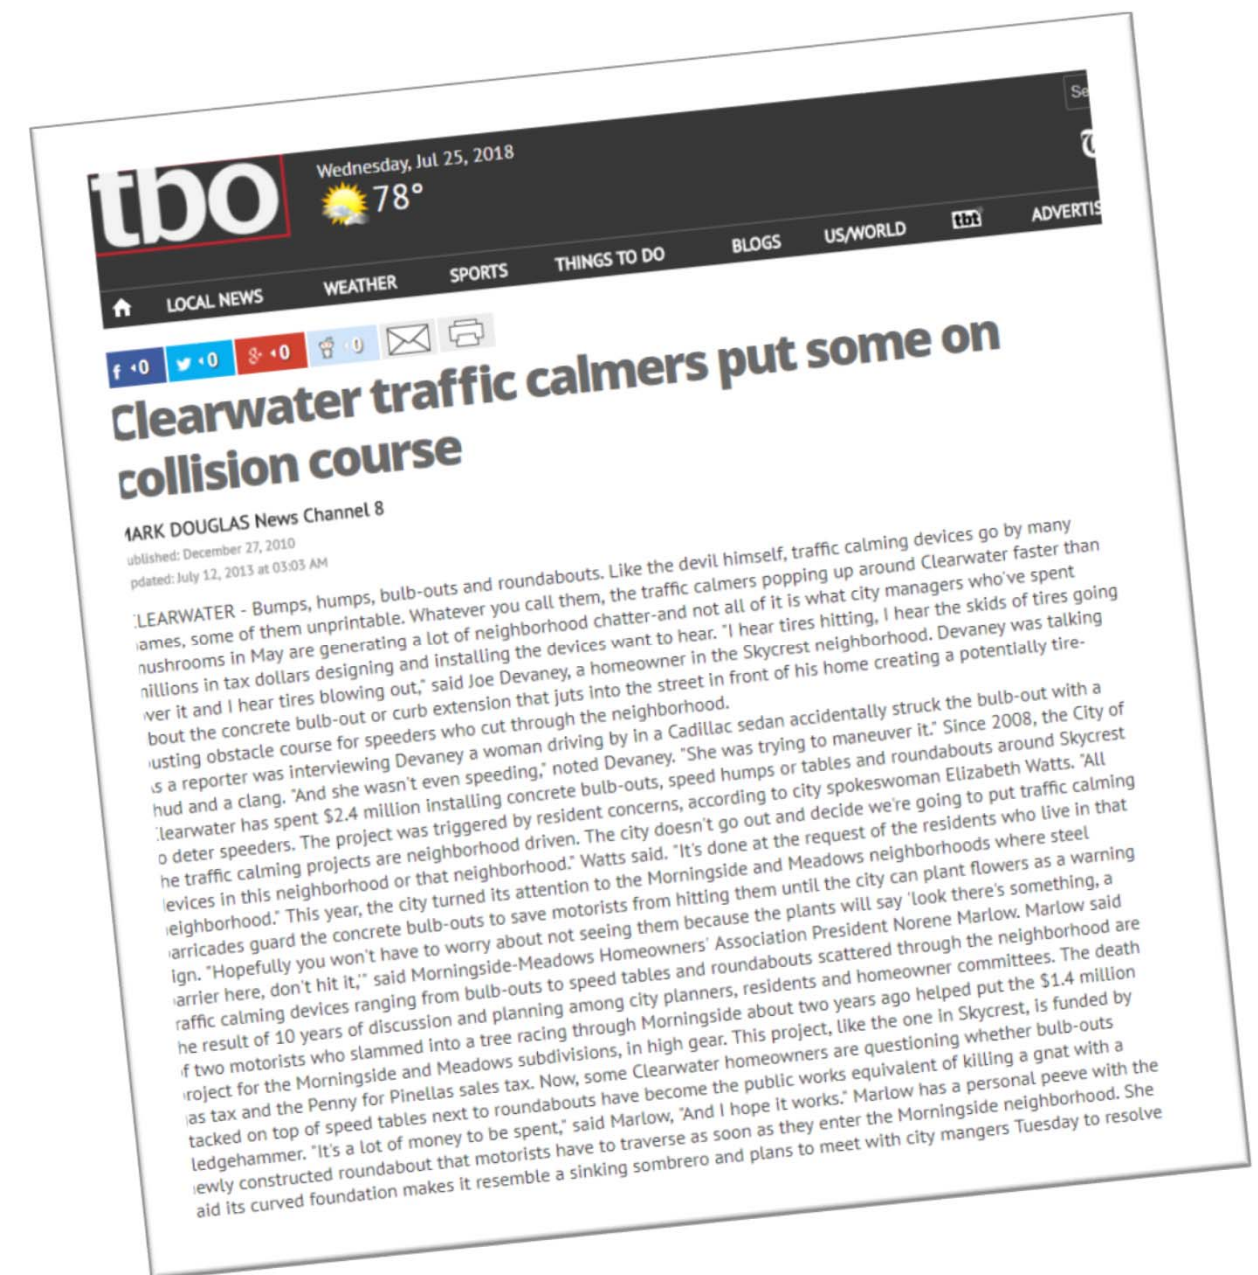 Se
tbo
Wednesday, Jul 25, 2018
78°
LOCAL NEWS WEATHER SPORTS THINGS TO DO BLOGS US/WORLD tbt ADVERTIS
f 0 0 g+ 0 0
Clearwater traffic calmers put some on
collision course
MARK DOUGLAS News Channel 8
ublished: December 27, 2010
pdated: July 12, 2013 at 03:03 AM
LEARWATER - Bumps, humps, bulb-outs and roundabouts. Like the devil himself, traffic calming devices go by many
ames, some of them unprintable. Whatever you call them, the traffic calmers popping up around Clearwater faster than
mushrooms in May are generating a lot of neighborhood chatter-and not all of it is what city managers who've spent
millions in tax dollars designing and installing the devices want to hear. "I hear tires hitting, I hear the skids of tires going
ver it and I hear tires blowing out," said Joe Devaney, a homeowner in the Skycrest neighborhood. Devaney was talking
bout the concrete bulb-out or curb extension that juts into the street in front of his home creating a potentially tire-
usting obstacle course for speeders who cut through the neighborhood.
s a reporter was interviewing Devaney a woman driving by in a Cadillac sedan accidentally struck the bulb-out with a
hud and a clang. "And she wasn't even speeding," noted Devaney. "She was trying to maneuver it." Since 2008, the City of
learwater has spent $2.4 million installing concrete bulb-outs, speed humps or tables and roundabouts around Skycrest
o deter speeders. The project was triggered by resident concerns, according to city spokeswoman Elizabeth Watts. "All
he traffic calming projects are neighborhood driven. The city doesn't go out and decide we're going to put traffic calming
evices in this neighborhood or that neighborhood." Watts said. "It's done at the request of the residents who live in that
eighborhood." This year, the city turned its attention to the Morningside and Meadows neighborhoods where steel
arricades guard the concrete bulb-outs to save motorists from hitting them until the city can plant flowers as a warning
ign. "Hopefully you won't have to worry about not seeing them because the plants will say 'look there's something, a
arrier here, don't hit it,'" said Morningside-Meadows Homeowners' Association President Norene Marlow. Marlow said
raffic calming devices ranging from bulb-outs to speed tables and roundabouts scattered through the neighborhood are
he result of 10 years of discussion and planning among city planners, residents and homeowner committees. The death
f two motorists who slammed into a tree racing through Morningside about two years ago helped put the $1.4 million
roject for the Morningside and Meadows subdivisions, in high gear. This project, like the one in Skycrest, is funded by
as tax and the Penny for Pinellas sales tax. Now, some Clearwater homeowners are questioning whether bulb-outs
tacked on top of speed tables next to roundabouts have become the public works equivalent of killing a gnat with a
ledgehammer. "It's a lot of money to be spent," said Marlow, "And I hope it works." Marlow has a personal peeve with the
ewly constructed roundabout that motorists have to traverse as soon as they enter the Morningside neighborhood. She
aid its curved foundation makes it resemble a sinking sombrero and plans to meet with city mangers Tuesday to resolve